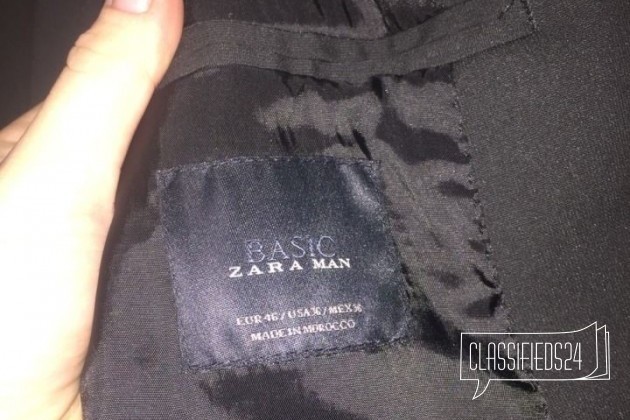 BASIC
ZARA MAN
EUR 46 / USA 36 / MEX 36
MADE IN MOROCCO
CLASSIFIEDS24